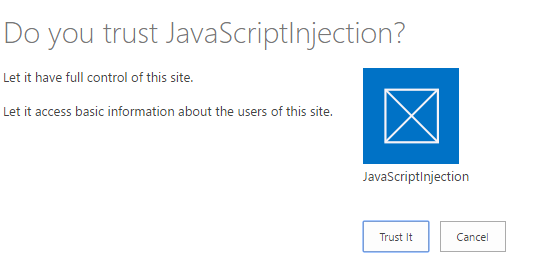 Do you trust JavaScriptInjection?
Let it have full control of this site.
Let it access basic information about the users of this site.
JavaScriptInjection
Trust It
Cancel